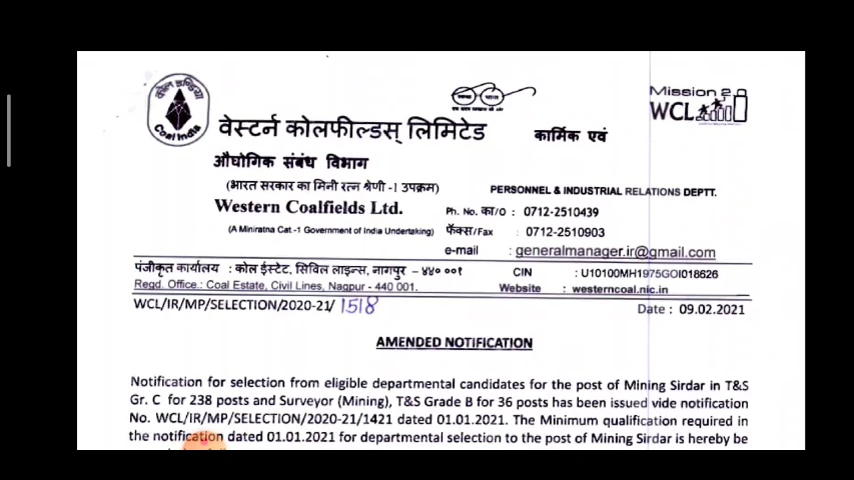 कोल इण्डिया
Coal India
Mission 2.0
WCL
वेस्टर्न कोलफील्डस् लिमिटेड
कार्मिक एवं
औघोगिक संबंध विभाग
(भारत सरकार का मिनी रत्न श्रेणी -I उपक्रम)
PERSONNEL & INDUSTRIAL RELATIONS DEPTT.
Western Coalfields Ltd.
Ph. No. का/O : 0712-2510439
(A Miniratna Cat -1 Government of India Undertaking)
फॅक्स/Fax : 0712-2510903
e-mail : generalmanager.ir@gmail.com
पंजीकृत कार्यालय : कोल ईस्टेट, सिविल लाइन्स, नागपुर – ४४० ००१
CIN : U10100MH1975GOI018626
Regd. Office.: Coal Estate, Civil Lines, Nagpur - 440 001.
Website : westerncoal.nic.in
WCL/IR/MP/SELECTION/2020-21/ 1518
Date : 09.02.2021
AMENDED NOTIFICATION
Notification for selection from eligible departmental candidates for the post of Mining Sirdar in T&S
Gr. C for 238 posts and Surveyor (Mining), T&S Grade B for 36 posts has been issued vide notification
No. WCL/IR/MP/SELECTION/2020-21/1421 dated 01.01.2021. The Minimum qualification required in
the notification dated 01.01.2021 for departmental selection to the post of Mining Sirdar is hereby be